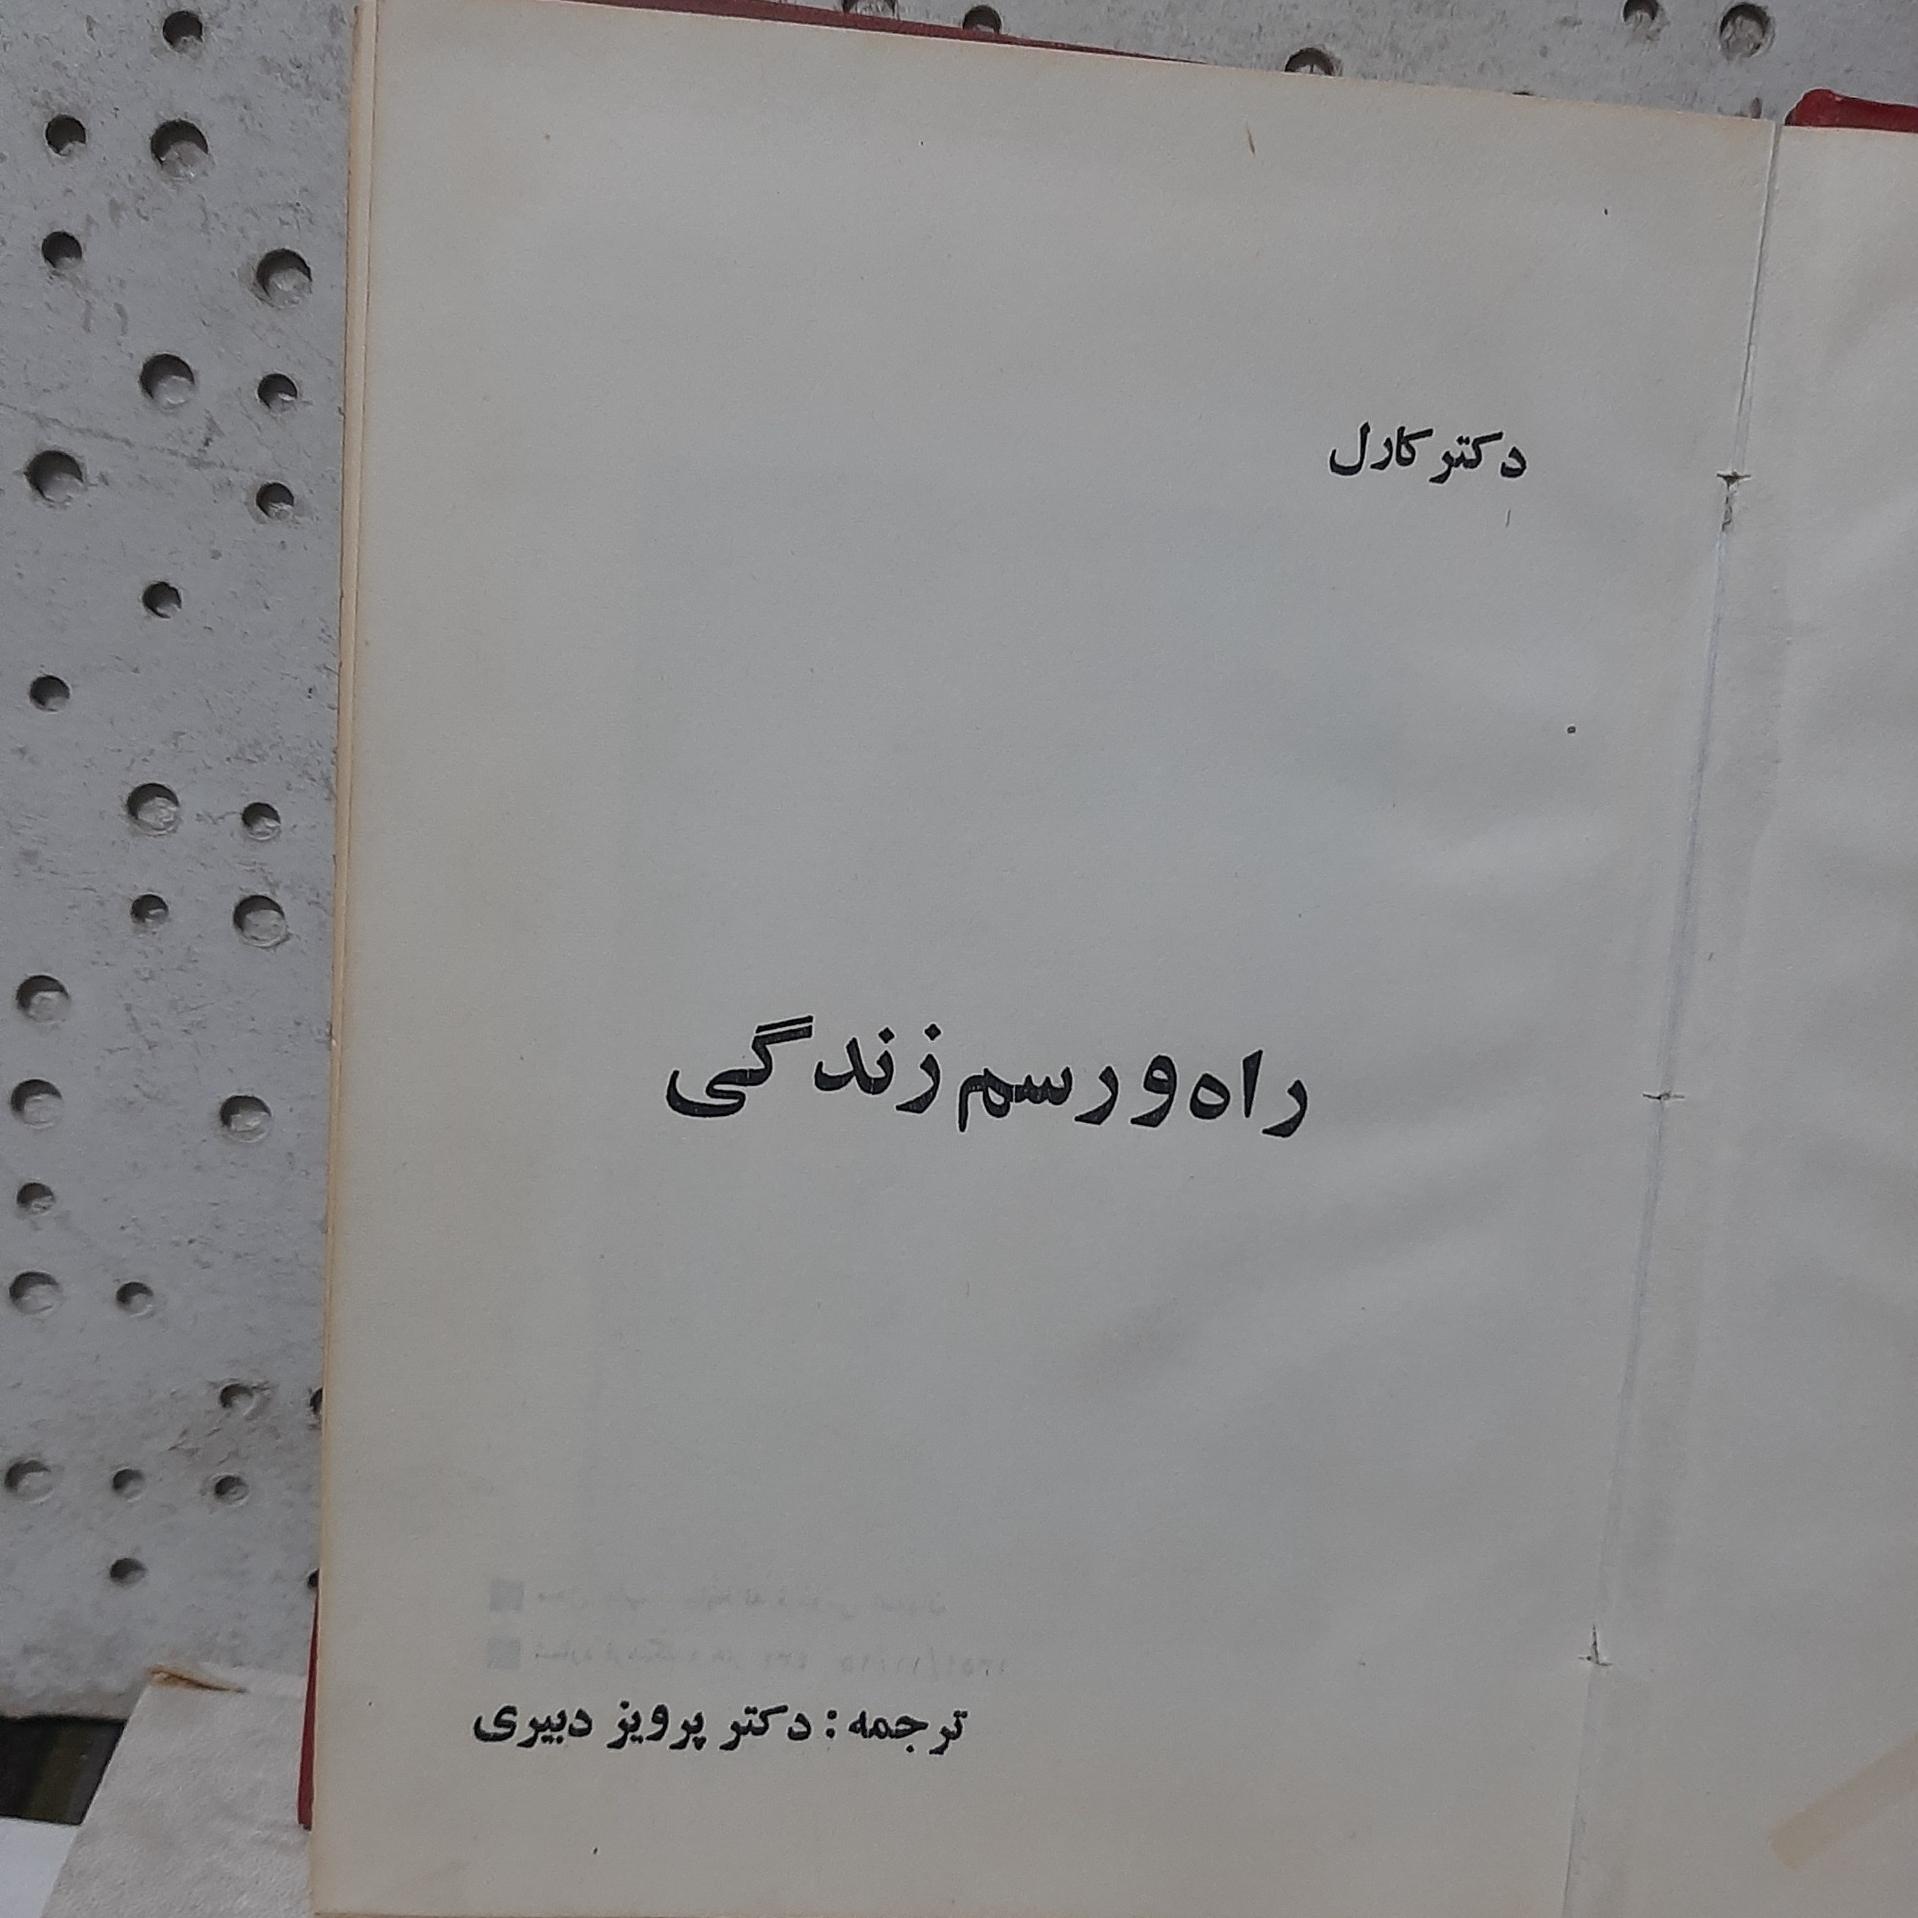 دکتر کارل
راه و رسم زندگی
ترجمه: دکتر پرویز دبیری